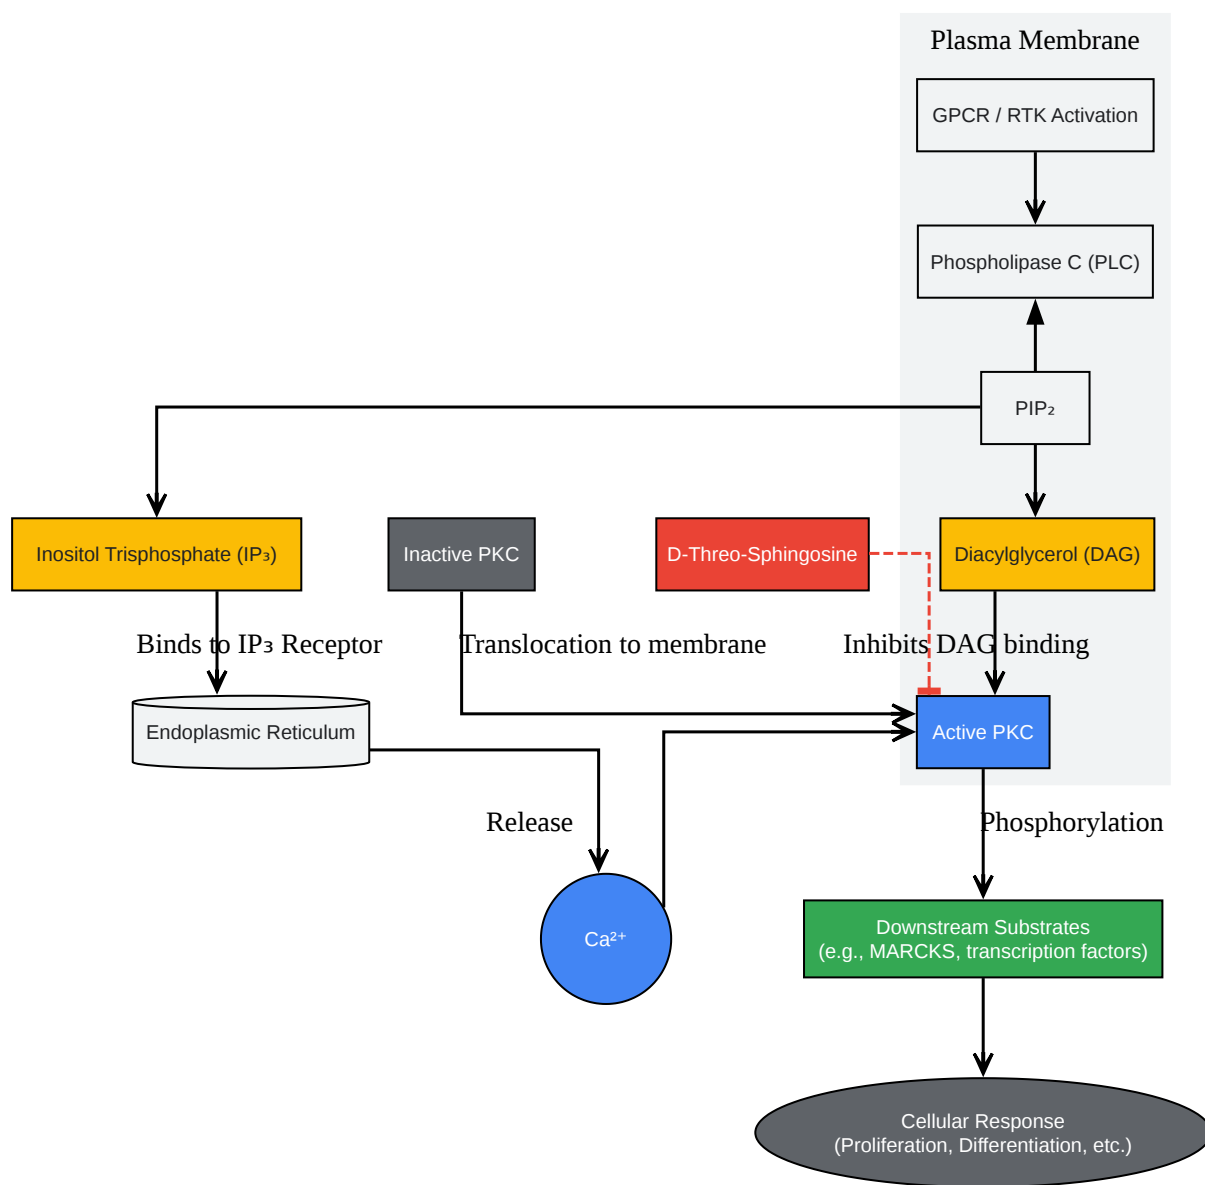 Plasma Membrane
GPCR / RTK Activation
Phospholipase C (PLC)
PIP₂
Inositol Trisphosphate (IP₃)
Inactive PKC
D-Threo-Sphingosine
Diacylglycerol (DAG)
Binds to IP₃ Receptor
Translocation to membrane
Inhibits DAG binding
Endoplasmic Reticulum
Active PKC
Release
Phosphorylation
Ca²⁺
Downstream Substrates
(e.g., MARCKS, transcription factors)
Cellular Response
(Proliferation, Differentiation, etc.)